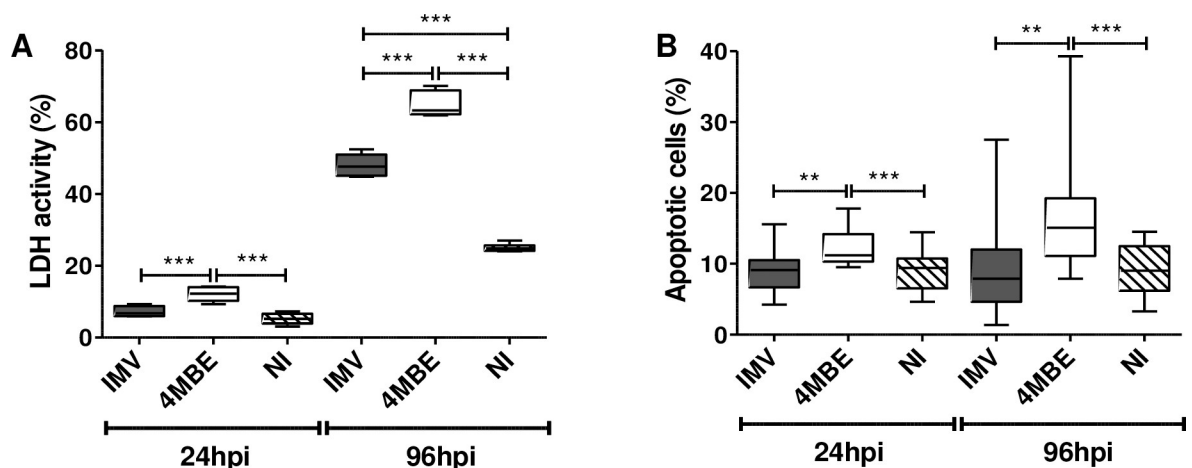 A
LDH activity (%)
80
60
40
20
0
***
*** ***
*** ***
IMV 4MBE NI IMV 4MBE NI
24hpi 96hpi
B
Apoptotic cells (%)
40
30
20
10
0
** ***
** ***
IMV 4MBE NI IMV 4MBE NI
24hpi 96hpi